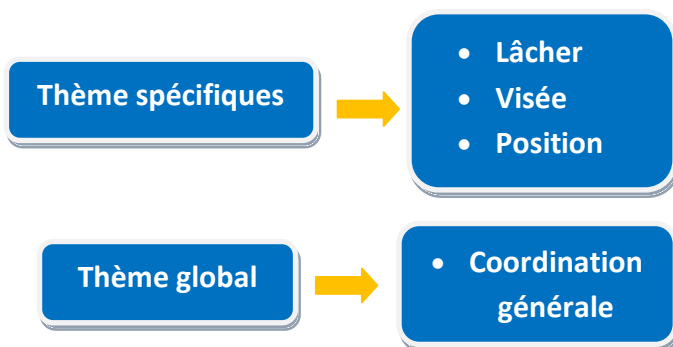 Thème spécifiques
• Lâcher
• Visée
• Position
Thème global
• Coordination
générale